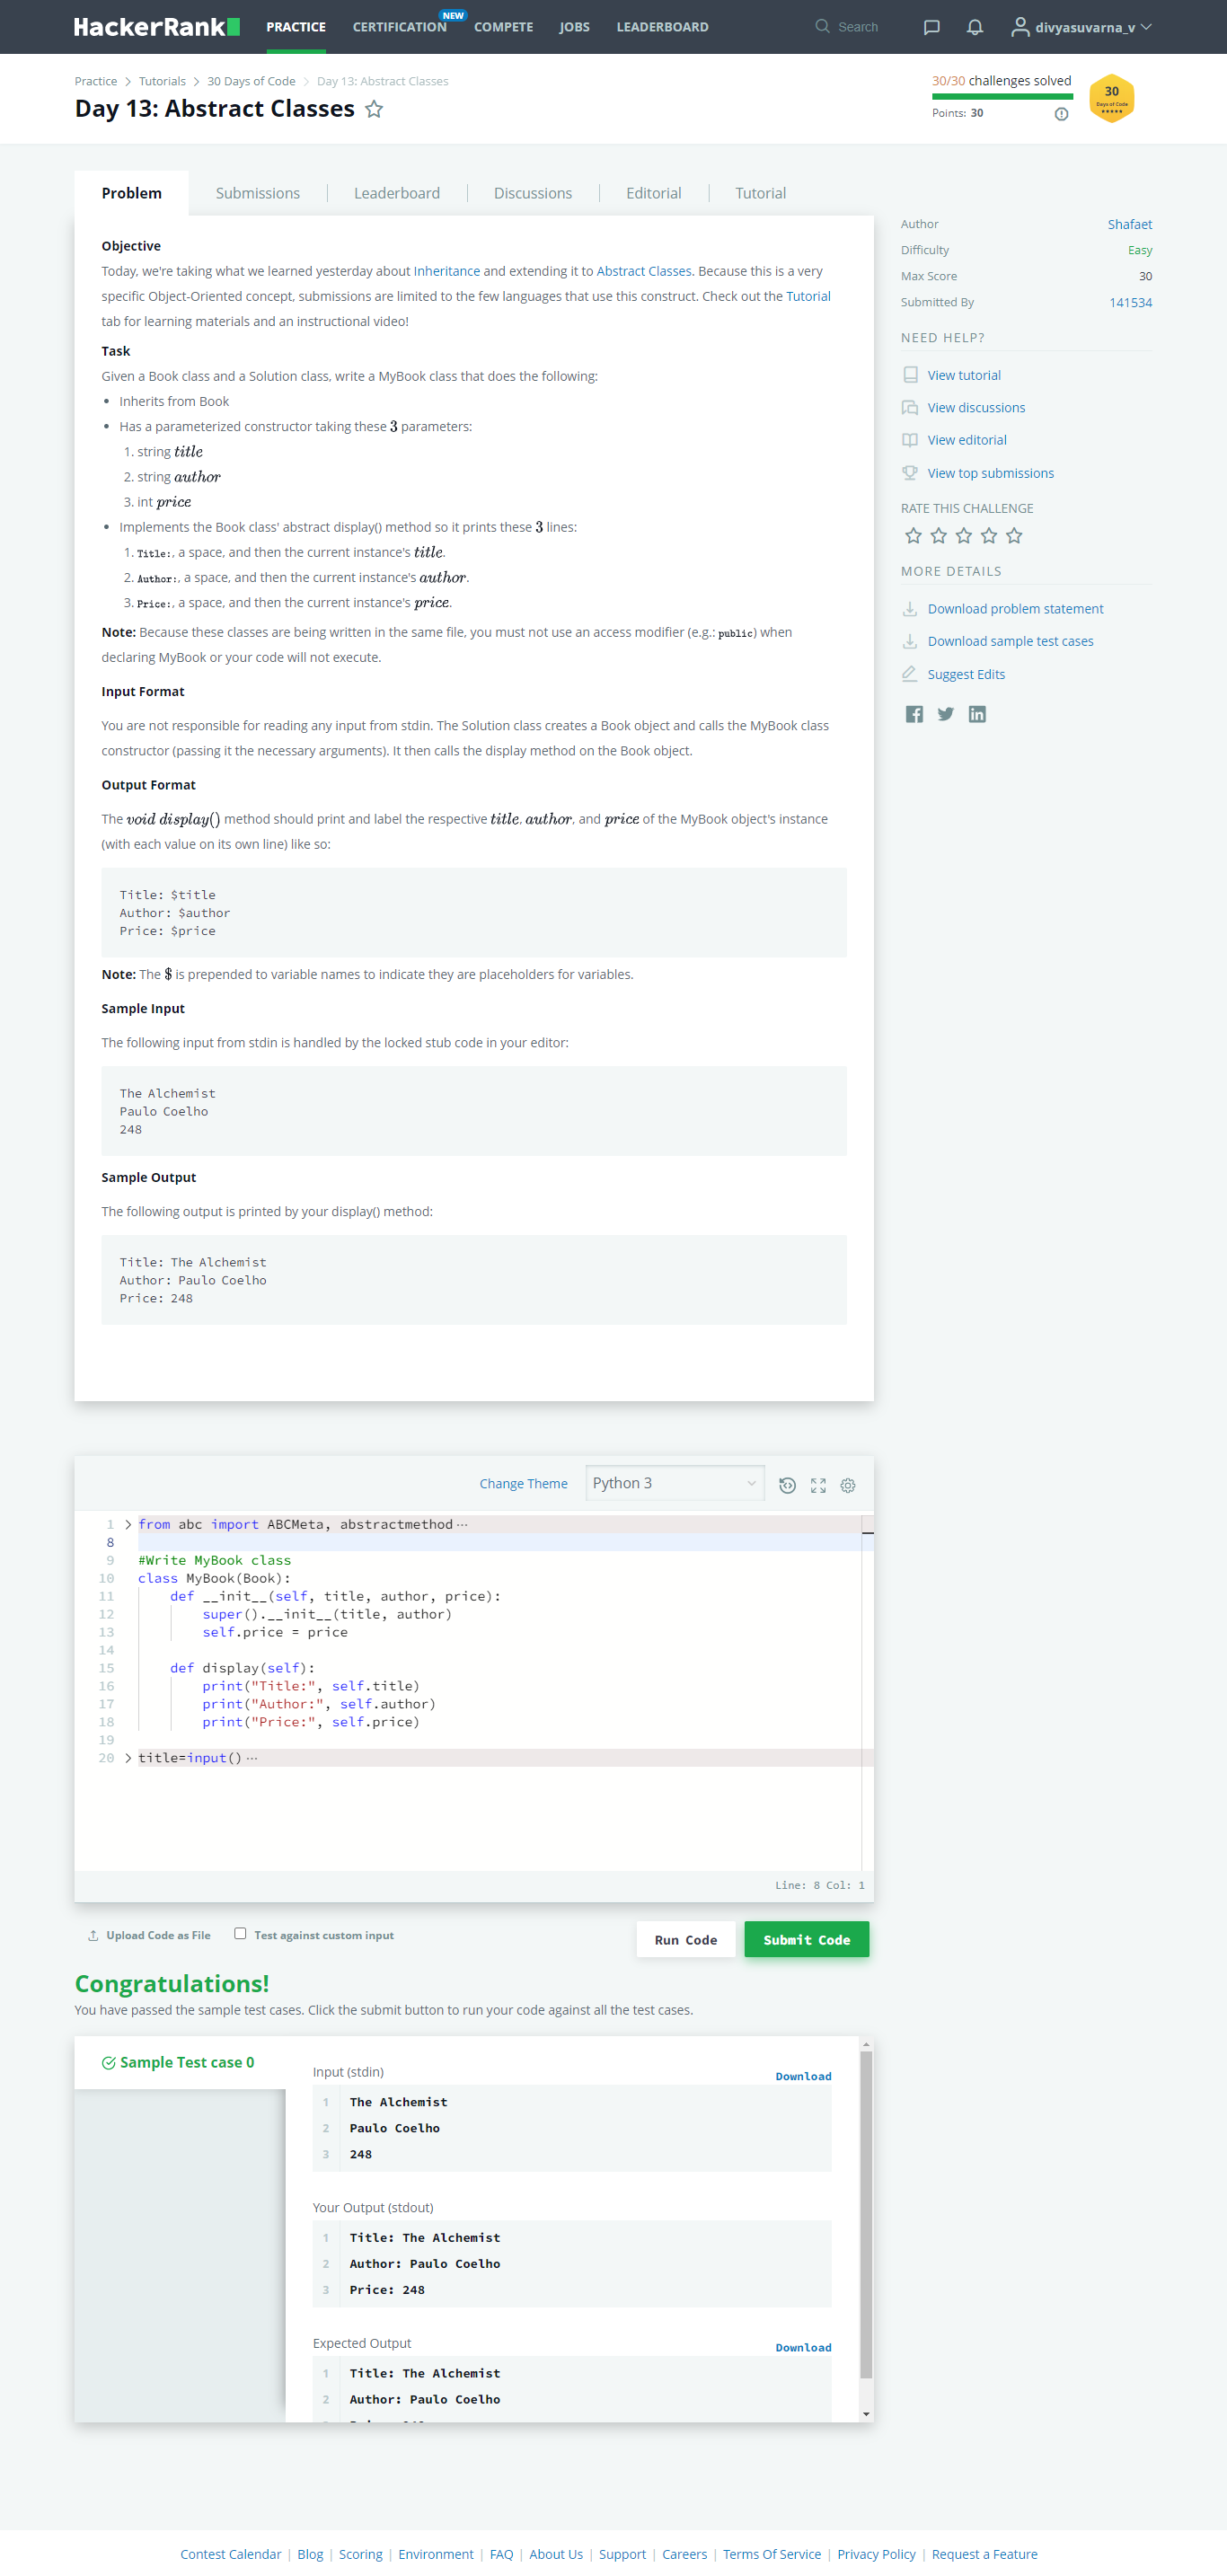 HackerRank PRACTICE CERTIFICATION NEW COMPETE JOBS LEADERBOARD Search divyasuvarna_v
Practice > Tutorials > 30 Days of Code > Day 13: Abstract Classes
Day 13: Abstract Classes
30/30 challenges solved
Points: 30
30
Days of Code
Problem Submissions Leaderboard Discussions Editorial Tutorial
Objective
Today, we're taking what we learned yesterday about Inheritance and extending it to Abstract Classes. Because this is a very
specific Object-Oriented concept, submissions are limited to the few languages that use this construct. Check out the Tutorial
tab for learning materials and an instructional video!
Task
Given a Book class and a Solution class, write a MyBook class that does the following:
• Inherits from Book
• Has a parameterized constructor taking these 3 parameters:
1. string title
2. string author
3. int price
• Implements the Book class' abstract display() method so it prints these 3 lines:
1. Title:, a space, and then the current instance's title.
2. Author:, a space, and then the current instance's author.
3. Price:, a space, and then the current instance's price.
Note: Because these classes are being written in the same file, you must not use an access modifier (e.g.: public) when
declaring MyBook or your code will not execute.
Input Format
You are not responsible for reading any input from stdin. The Solution class creates a Book object and calls the MyBook class
constructor (passing it the necessary arguments). It then calls the display method on the Book object.
Output Format
The void display() method should print and label the respective title, author, and price of the MyBook object's instance
(with each value on its own line) like so:
Title: $title
Author: $author
Price: $price
Note: The $ is prepended to variable names to indicate they are placeholders for variables.
Sample Input
The following input from stdin is handled by the locked stub code in your editor:
The Alchemist
Paulo Coelho
248
Sample Output
The following output is printed by your display() method:
Title: The Alchemist
Author: Paulo Coelho
Price: 248
Author Shafaet
Difficulty Easy
Max Score 30
Submitted By 141534
NEED HELP?
View tutorial
View discussions
View editorial
View top submissions
RATE THIS CHALLENGE
MORE DETAILS
Download problem statement
Download sample test cases
Suggest Edits
Change Theme Python 3
1 > from abc import ABCMeta, abstractmethod ···
8
9 #Write MyBook class
10 class MyBook(Book):
11 def __init__(self, title, author, price):
12 super().__init__(title, author)
13 self.price = price
14
15 def display(self):
16 print("Title:", self.title)
17 print("Author:", self.author)
18 print("Price:", self.price)
19
20 > title=input() ···
Line: 8 Col: 1
Upload Code as File Test against custom input Run Code Submit Code
Congratulations!
You have passed the sample test cases. Click the submit button to run your code against all the test cases.
Sample Test case 0
Input (stdin) Download
1 The Alchemist
2 Paulo Coelho
3 248
Your Output (stdout)
1 Title: The Alchemist
2 Author: Paulo Coelho
3 Price: 248
Expected Output Download
1 Title: The Alchemist
2 Author: Paulo Coelho
Contest Calendar | Blog | Scoring | Environment | FAQ | About Us | Support | Careers | Terms Of Service | Privacy Policy | Request a Feature